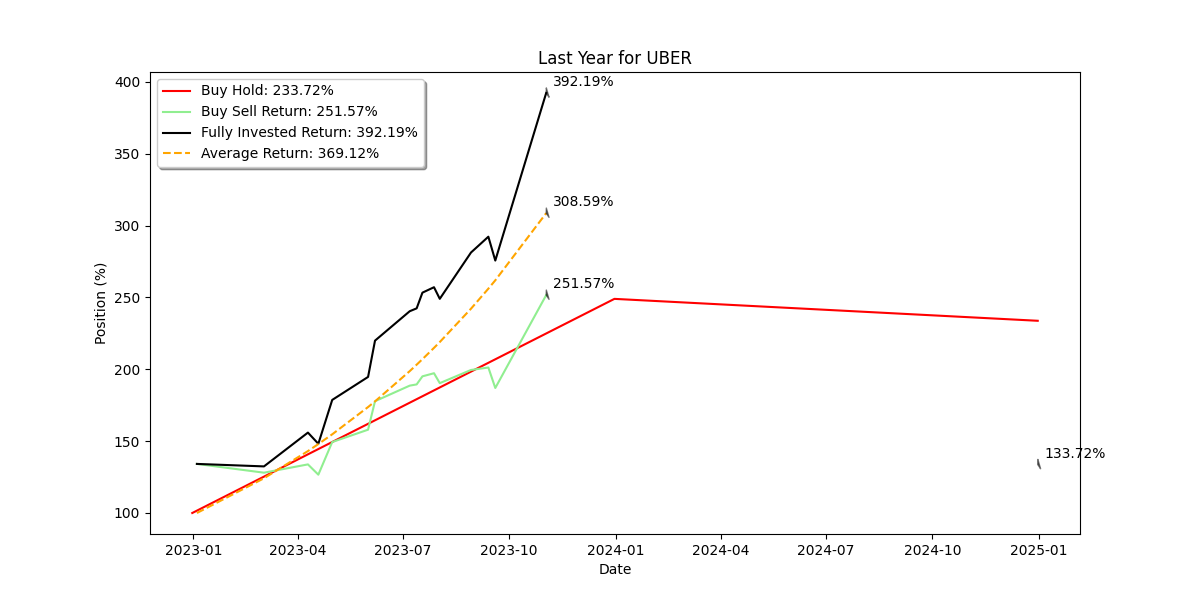 Last Year for UBER
Buy Hold: 233.72%
Buy Sell Return: 251.57%
Fully Invested Return: 392.19%
Average Return: 369.12%
392.19%
308.59%
251.57%
133.72%
Position (%)
400
350
300
250
200
150
100
2023-01 2023-04 2023-07 2023-10 2024-01 2024-04 2024-07 2024-10 2025-01
Date